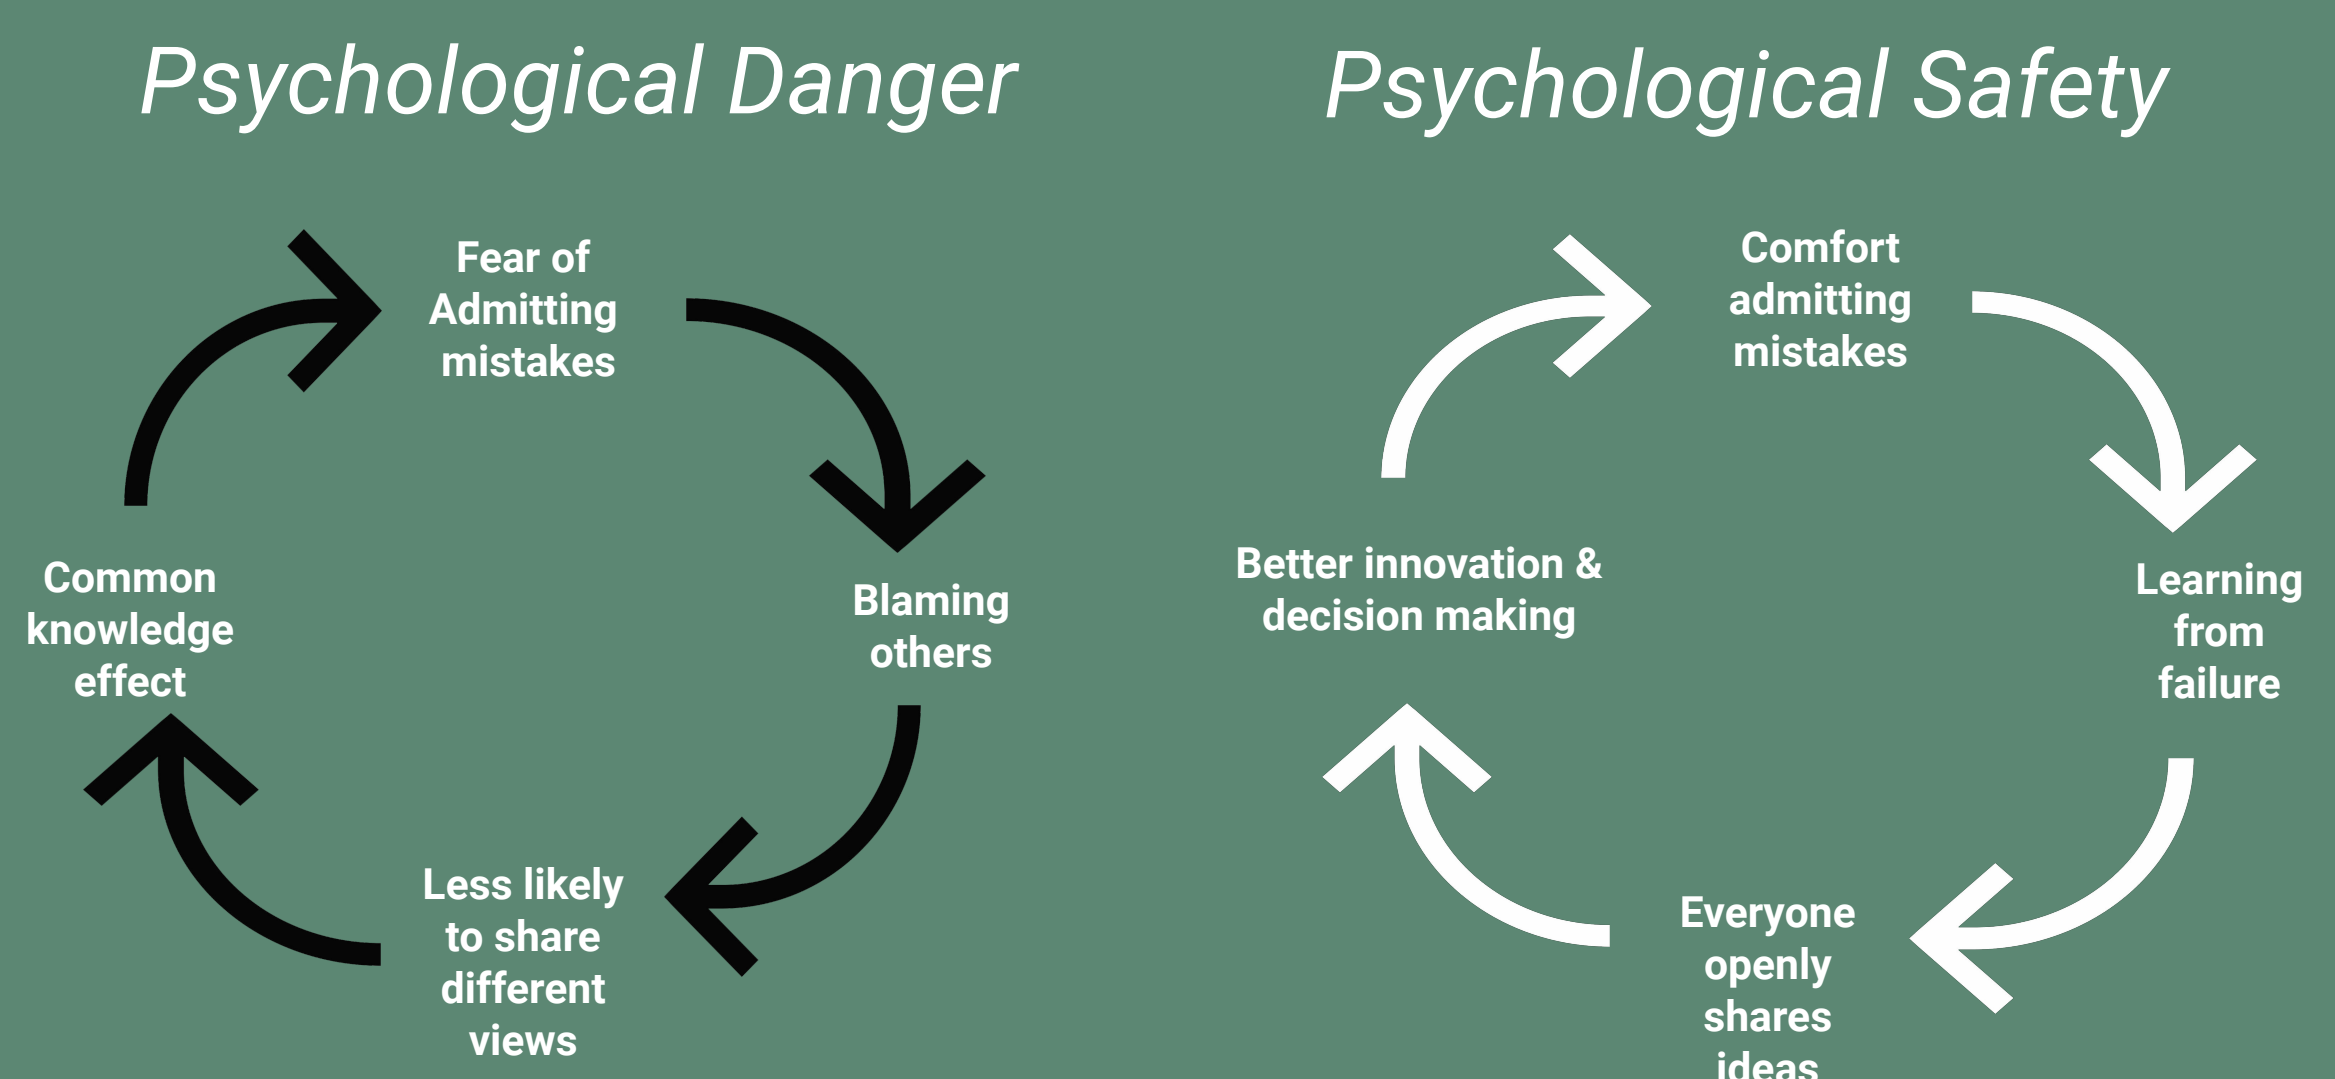 Psychological Danger
Fear of
Admitting
mistakes
Blaming
others
Less likely
to share
different
views
Common
knowledge
effect
Psychological Safety
Comfort
admitting
mistakes
Learning
from
failure
Everyone
openly
shares
ideas
Better innovation &
decision making